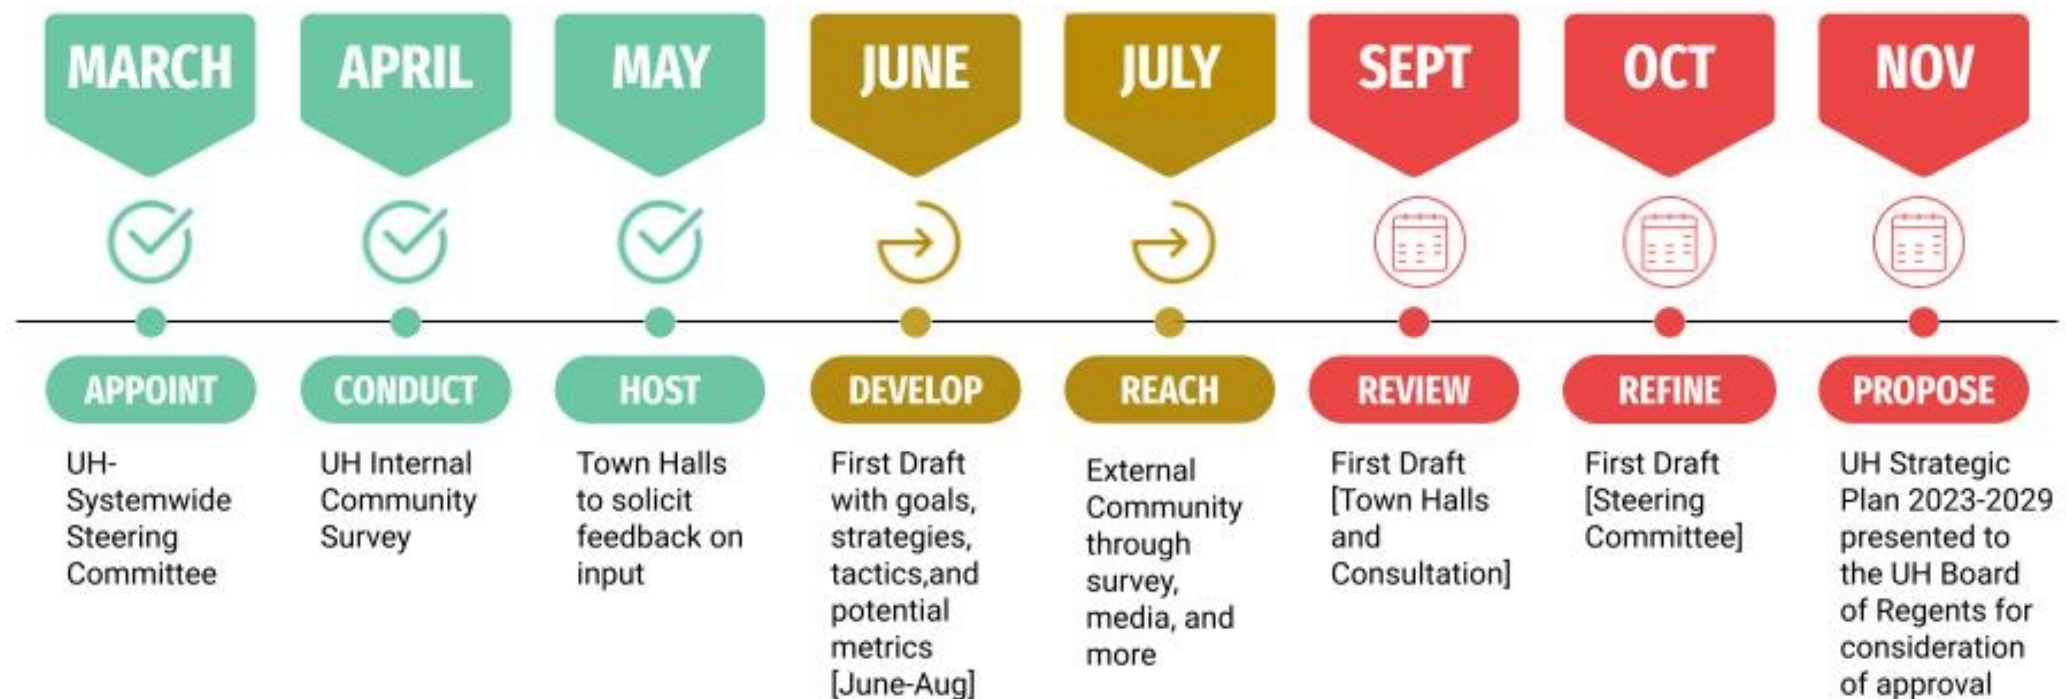 MARCH
APRIL
MAY
JUNE
JULY
SEPT
OCT
NOV
APPOINT
CONDUCT
HOST
DEVELOP
REACH
REVIEW
REFINE
PROPOSE
UH-
Systemwide
Steering
Committee
UH Internal
Community
Survey
Town Halls
to solicit
feedback on
input
First Draft
with goals,
strategies,
tactics,and
potential
metrics
[June-Aug]
External
Community
through
survey,
media, and
more
First Draft
[Town Halls
and
Consultation]
First Draft
[Steering
Committee]
UH Strategic
Plan 2023-2029
presented to
the UH Board
of Regents for
consideration
of approval